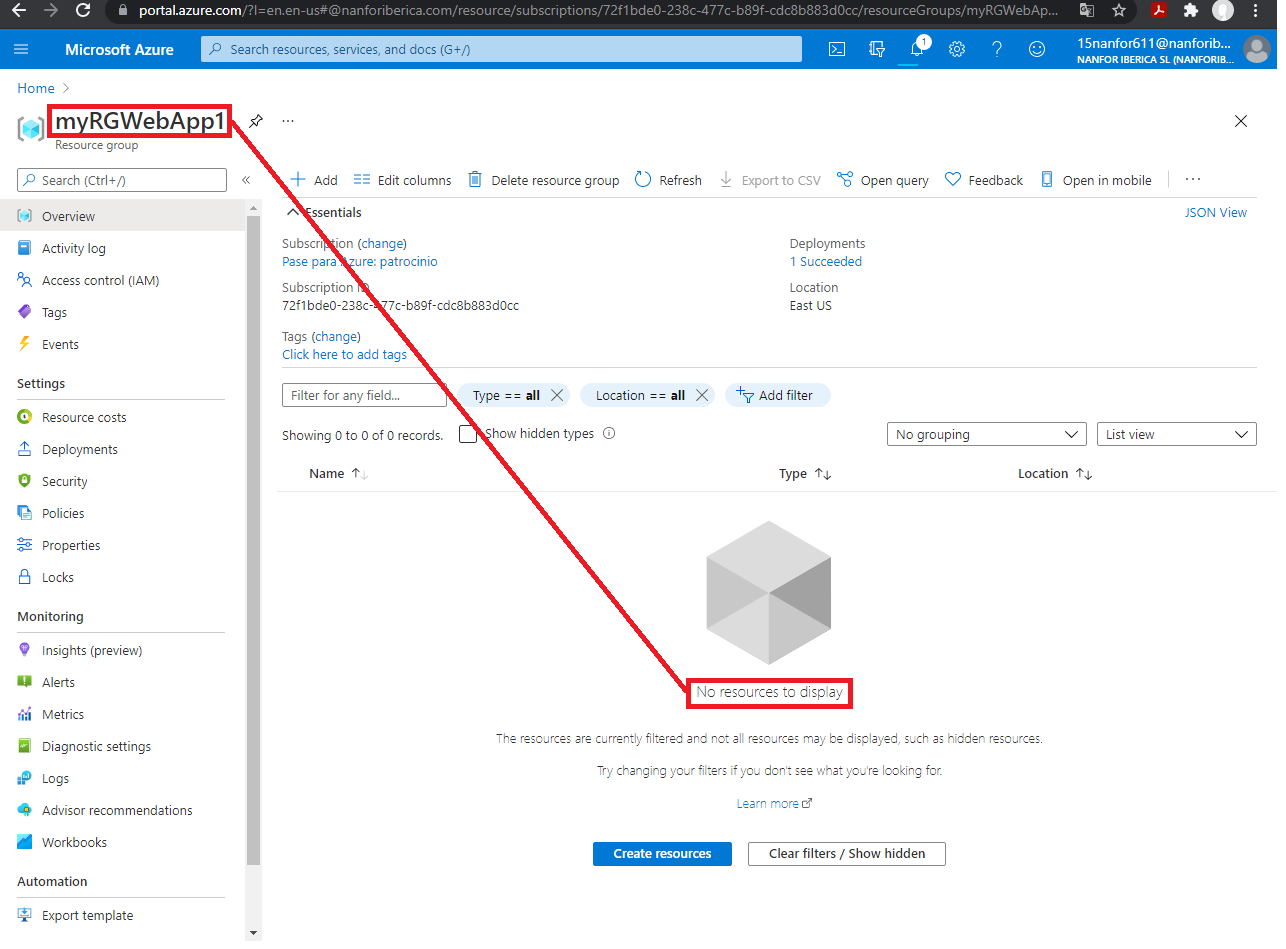 portal.azure.com/?l=en.en-us#@nanforiberica.com/resource/subscriptions/72f1bde0-238c-477c-b89f-cdc8b883d0cc/resourceGroups/myRGWebAp...
Microsoft Azure
Search resources, services, and docs (G+/)
1
15nanfor611@nanforib...
NANFOR IBERICA SL (NANFORIB...
Home >
myRGWebApp1
...
Resource group
Search (Ctrl+/)
«
Add
Edit columns
Delete resource group
Refresh
Export to CSV
Open query
Feedback
Open in mobile
...
Overview
Activity log
Access control (IAM)
Tags
Events
Settings
Resource costs
Deployments
Security
Policies
Properties
Locks
Monitoring
Insights (preview)
Alerts
Metrics
Diagnostic settings
Logs
Advisor recommendations
Workbooks
Automation
Export template
Essentials
JSON View
Subscription (change)
Pase para Azure: patrocinio
Subscription ID
72f1bde0-238c-477c-b89f-cdc8b883d0cc
Tags (change)
Click here to add tags
Deployments
1 Succeeded
Location
East US
Filter for any field...
Type == all
Location == all
Add filter
Showing 0 to 0 of 0 records.
Show hidden types
No grouping
List view
Name
Type
Location
No resources to display
The resources are currently filtered and not all resources may be displayed, such as hidden resources.
Try changing your filters if you don't see what you're looking for.
Learn more
Create resources
Clear filters / Show hidden